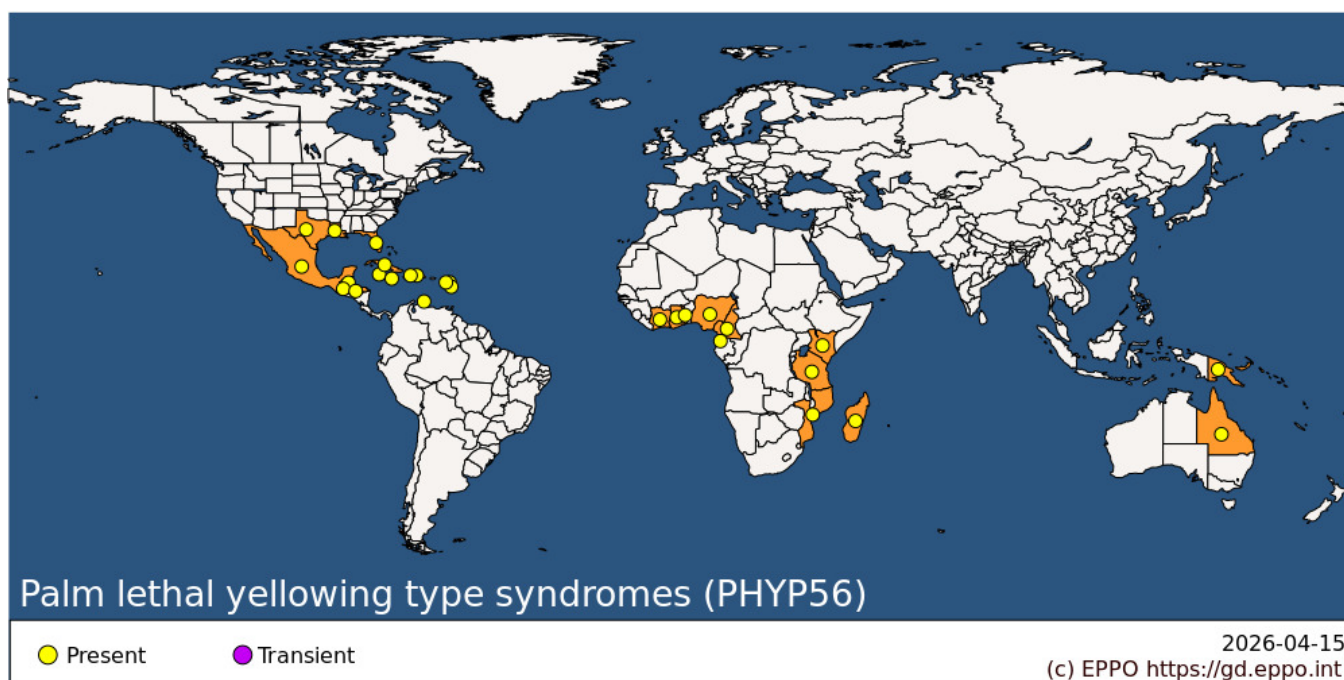 Palm lethal yellowing type syndromes (PHYP56)
Present
Transient
2026-04-15
(c) EPPO https://gd.eppo.int